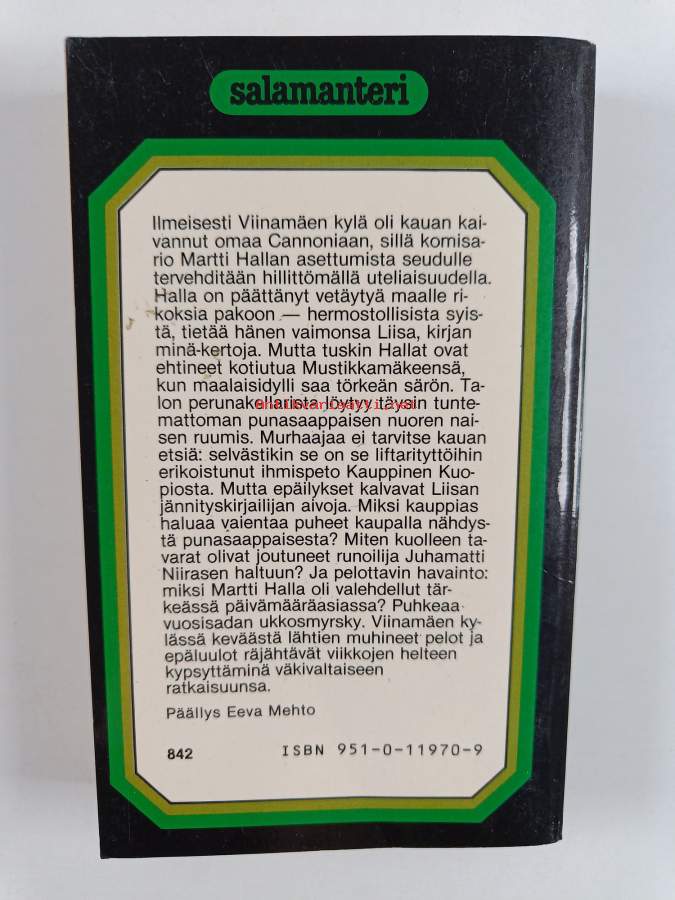 salamanteri
Ilmeisesti Viinamäen kylä oli kauan kai-
vannut omaa Cannoniaan, sillä komisa-
rio Martti Hallan asettumista seudulle
tervehditään hillittömällä uteliaisuudella.
Halla on päättänyt vetäytyä maalle ri-
koksia pakoon — hermostollisista syis-
tä, tietää hänen vaimonsa Liisa, kirjan
minä-kertoja. Mutta tuskin Hallat ovat
ehtineet kotiutua Mustikkamäkeensä,
kun maalaisidylli saa törkeän särön. Ta-
lon perunakellarista löytyy täysin tunte-
antikvarisaatti.net
mattoman punasaappaisen nuoren nai-
sen ruumis. Murhaajaa ei tarvitse kauan
etsiä: selvästikin se on se liftarityttöihin
erikoistunut ihmispeto Kauppinen Kuo-
piosta. Mutta epäilykset kalvavat Liisan
jännityskirjailijan aivoja. Miksi kauppias
haluaa vaientaa puheet kaupalla nähdys-
tä punasaappaisesta? Miten kuolleen ta-
varat olivat joutuneet runoilija Juhamatti
Niirasen haltuun? Ja pelottavin havainto:
miksi Martti Halla oli valehdellut tär-
keässä päivämääräasiassa? Puhkeaa
vuosisadan ukkosmyrsky. Viinamäen ky-
lässä keväästä lähtien muhineet pelot ja
epäluulot räjähtävät viikkojen helteen
kypsyttäminä väkivaltaiseen
ratkaisuunsa.
Päällys Eeva Mehto
842 ISBN 951-0-11970-9